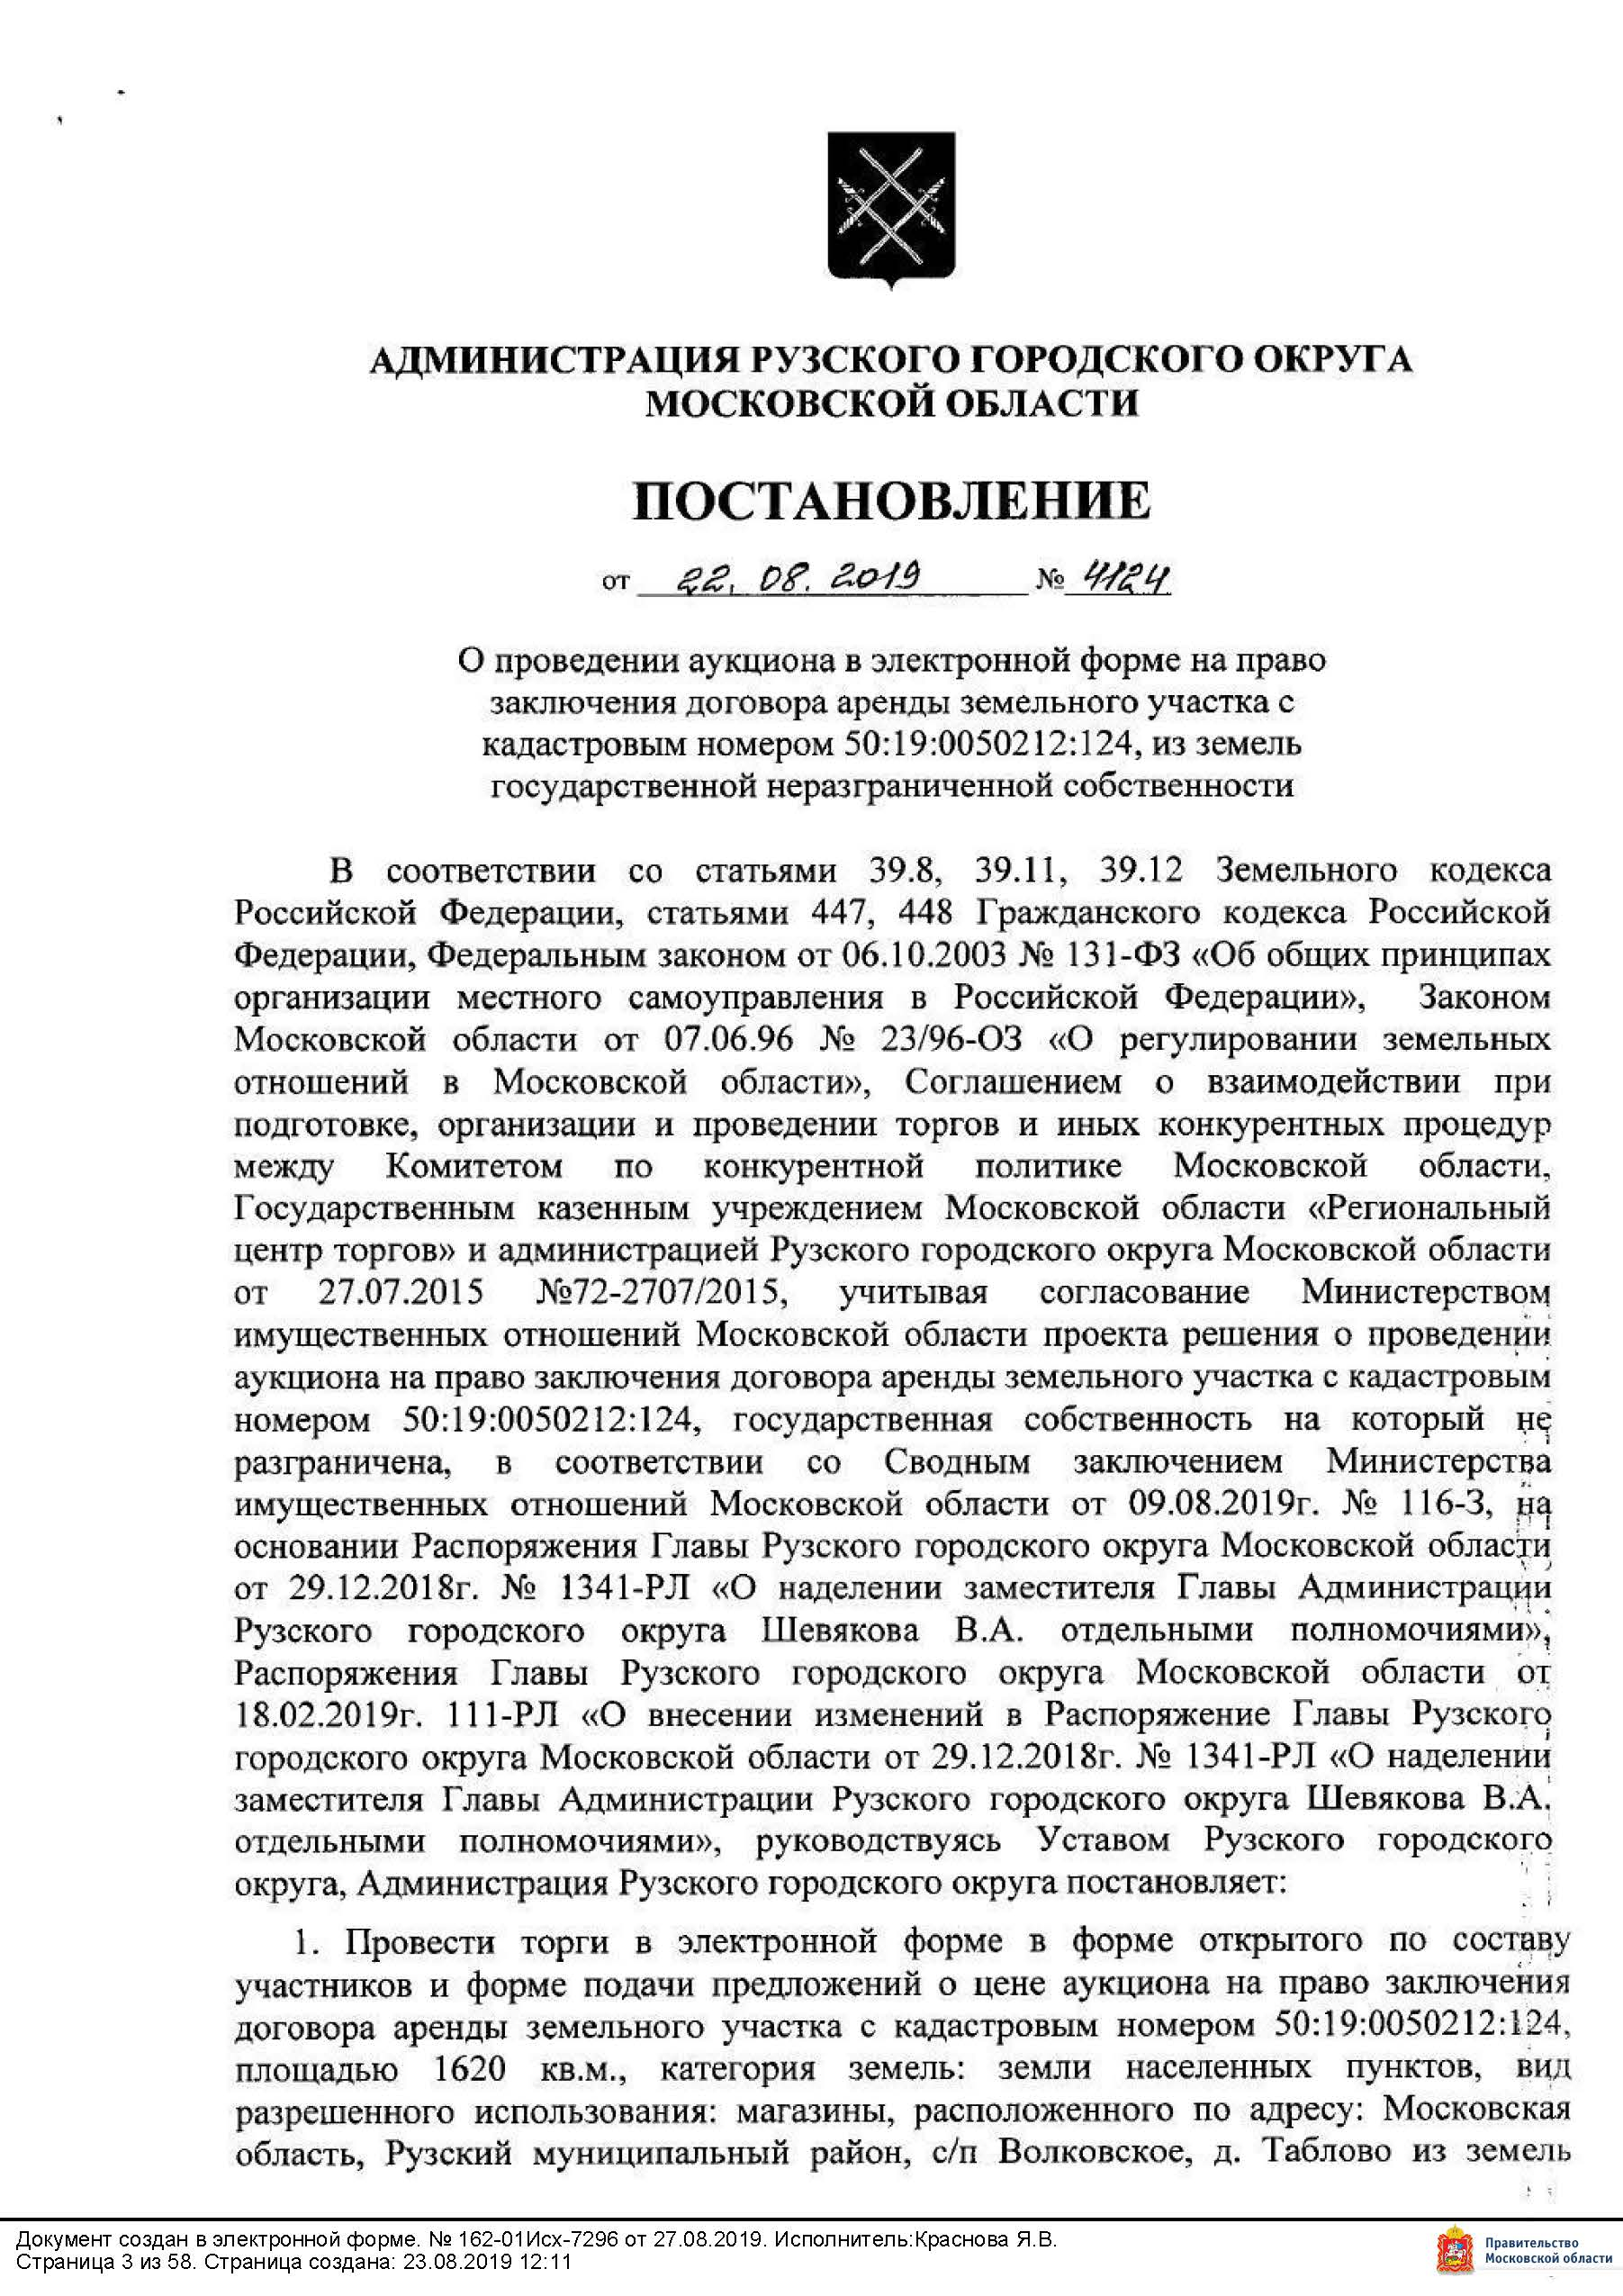 АДМИНИСТРАЦИЯ РУЗСКОГО ГОРОДСКОГО ОКРУГА
МОСКОВСКОЙ ОБЛАСТИ
ПОСТАНОВЛЕНИЕ
от 22.08.2019 № 4124
О проведении аукциона в электронной форме на право
заключения договора аренды земельного участка с
кадастровым номером 50:19:0050212:124, из земель
государственной неразграниченной собственности
В соответствии со статьями 39.8, 39.11, 39.12 Земельного кодекса
Российской Федерации, статьями 447, 448 Гражданского кодекса Российской
Федерации, Федеральным законом от 06.10.2003 № 131-ФЗ «Об общих принципах
организации местного самоуправления в Российской Федерации», Законом
Московской области от 07.06.96 № 23/96-ОЗ «О регулировании земельных
отношений в Московской области», Соглашением о взаимодействии при
подготовке, организации и проведении торгов и иных конкурентных процедур
между Комитетом по конкурентной политике Московской области,
Государственным казенным учреждением Московской области «Региональный
центр торгов» и администрацией Рузского городского округа Московской области
от 27.07.2015 №72-2707/2015, учитывая согласование Министерством
имущественных отношений Московской области проекта решения о проведении
аукциона на право заключения договора аренды земельного участка с кадастровым
номером 50:19:0050212:124, государственная собственность на который не
разграничена, в соответствии со Сводным заключением Министерства
имущественных отношений Московской области от 09.08.2019г. № 116-З, на
основании Распоряжения Главы Рузского городского округа Московской области
от 29.12.2018г. № 1341-РЛ «О наделении заместителя Главы Администрации
Рузского городского округа Шевякова В.А. отдельными полномочиями»,
Распоряжения Главы Рузского городского округа Московской области от
18.02.2019г. 111-РЛ «О внесении изменений в Распоряжение Главы Рузского
городского округа Московской области от 29.12.2018г. № 1341-РЛ «О наделении
заместителя Главы Администрации Рузского городского округа Шевякова В.А.
отдельными полномочиями», руководствуясь Уставом Рузского городского
округа, Администрация Рузского городского округа постановляет:
1. Провести торги в электронной форме в форме открытого по составу
участников и форме подачи предложений о цене аукциона на право заключения
договора аренды земельного участка с кадастровым номером 50:19:0050212:124,
площадью 1620 кв.м., категория земель: земли населенных пунктов, вид
разрешенного использования: магазины, расположенного по адресу: Московская
область, Рузский муниципальный район, с/п Волковское, д. Таблово из земель
Документ создан в электронной форме. № 162-01Исх-7296 от 27.08.2019. Исполнитель:Краснова Я.В.
Страница 3 из 58. Страница создана: 23.08.2019 12:11
Правительство
Московской области